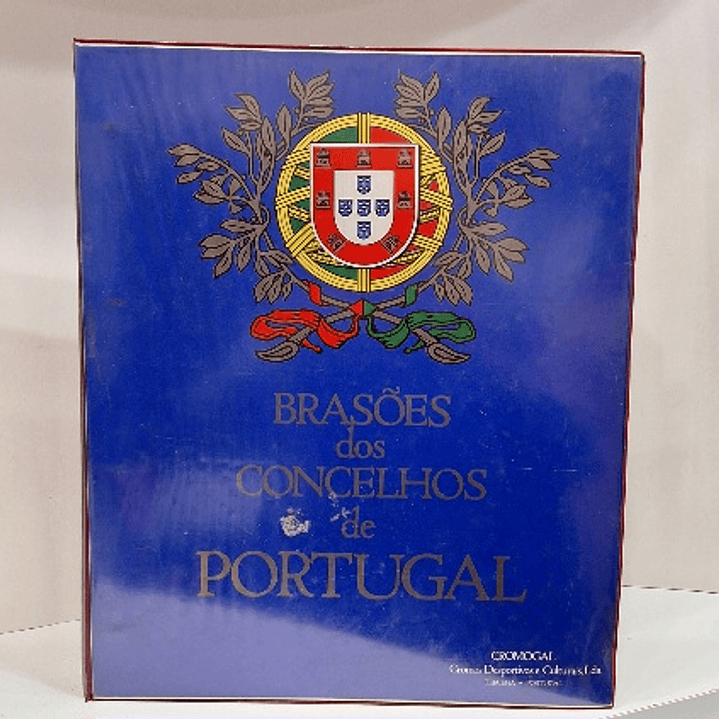 BRASÕES
dos
CONCELHOS
de
PORTUGAL
CROMOGAL
Cromos Desportivos e Culturais, Lda.